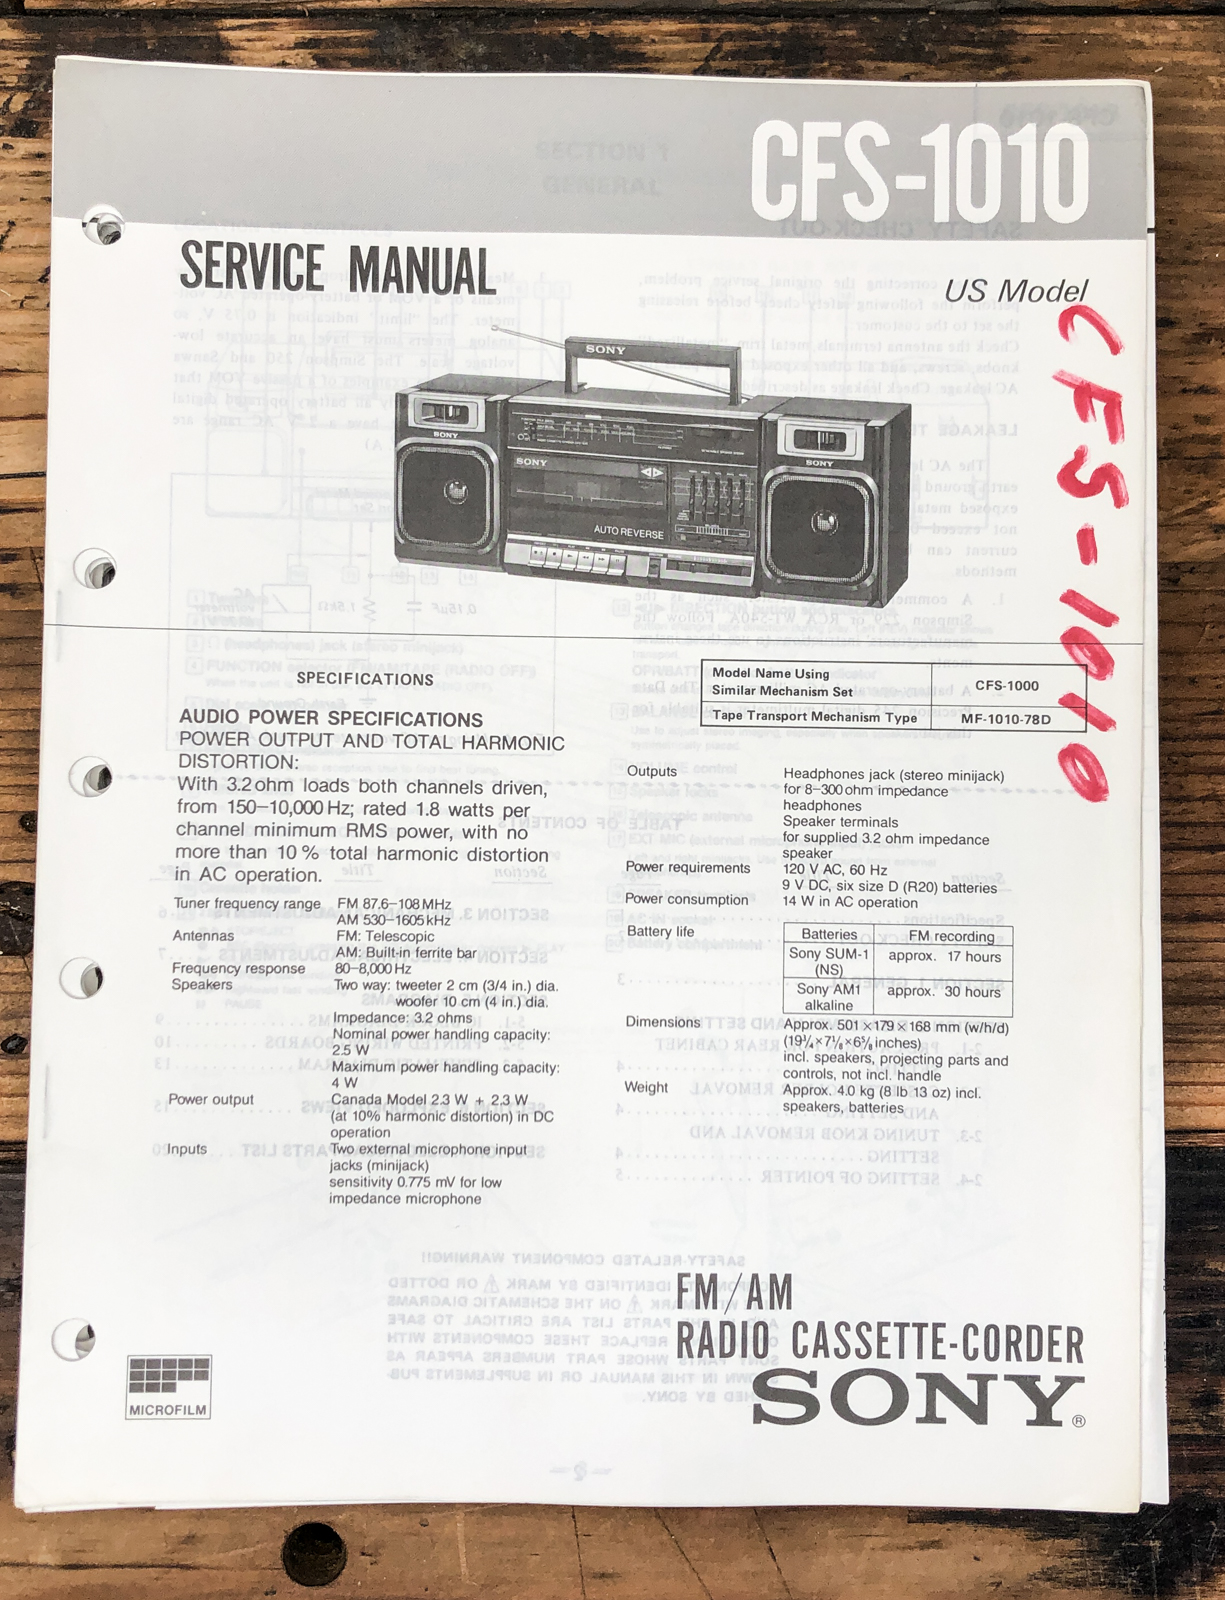 CFS-1010
SERVICE MANUAL
US Model
CFS-1010
SONY
SONY
SONY
SONY
AUTO REVERSE
SPECIFICATIONS
AUDIO POWER SPECIFICATIONS
POWER OUTPUT AND TOTAL HARMONIC
DISTORTION:
With 3.2 ohm loads both channels driven,
from 150–10,000 Hz; rated 1.8 watts per
channel minimum RMS power, with no
more than 10 % total harmonic distortion
in AC operation.
Tuner frequency range FM 87.6–108 MHz
AM 530–1605 kHz
Antennas FM: Telescopic
AM: Built-in ferrite bar
Frequency response 80–8,000 Hz
Speakers Two way: tweeter 2 cm (3/4 in.) dia.
woofer 10 cm (4 in.) dia.
Impedance: 3.2 ohms
Nominal power handling capacity:
2.5 W
Maximum power handling capacity:
4 W
Power output Canada Model 2.3 W + 2.3 W
(at 10% harmonic distortion) in DC
operation
Inputs Two external microphone input
jacks (minijack)
sensitivity 0.775 mV for low
impedance microphone
Model Name Using
Similar Mechanism Set CFS-1000
Tape Transport Mechanism Type MF-1010-78D
Outputs Headphones jack (stereo minijack)
for 8–300 ohm impedance
headphones
Speaker terminals
for supplied 3.2 ohm impedance
speaker
Power requirements 120 V AC, 60 Hz
9 V DC, six size D (R20) batteries
Power consumption 14 W in AC operation
Battery life Batteries FM recording
Sony SUM-1 approx. 17 hours
(NS)
Sony AM1 approx. 30 hours
alkaline
Dimensions Approx. 501 × 179 × 168 mm (w/h/d)
(19¾ × 7⅛ × 6⅝ inches)
incl. speakers, projecting parts and
controls, not incl. handle
Weight Approx. 4.0 kg (8 lb 13 oz) incl.
speakers, batteries
FM/AM
RADIO CASSETTE-CORDER
SONY®
MICROFILM